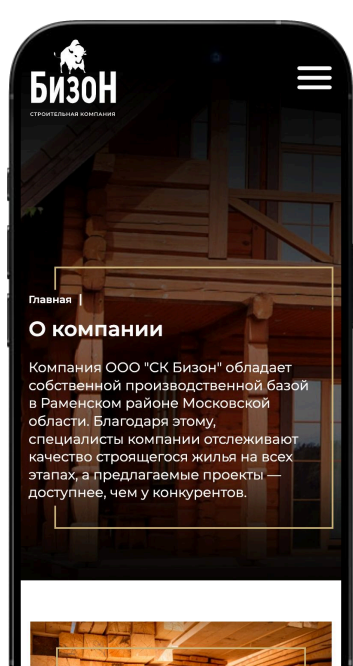 БИЗОН
СТРОИТЕЛЬНАЯ КОМПАНИЯ
Главная |
О компании
Компания ООО "СК Бизон" обладает
собственной производственной базой
в Раменском районе Московской
области. Благодаря этому,
специалисты компании отслеживают
качество строящегося жилья на всех
этапах, а предлагаемые проекты —
доступнее, чем у конкурентов.